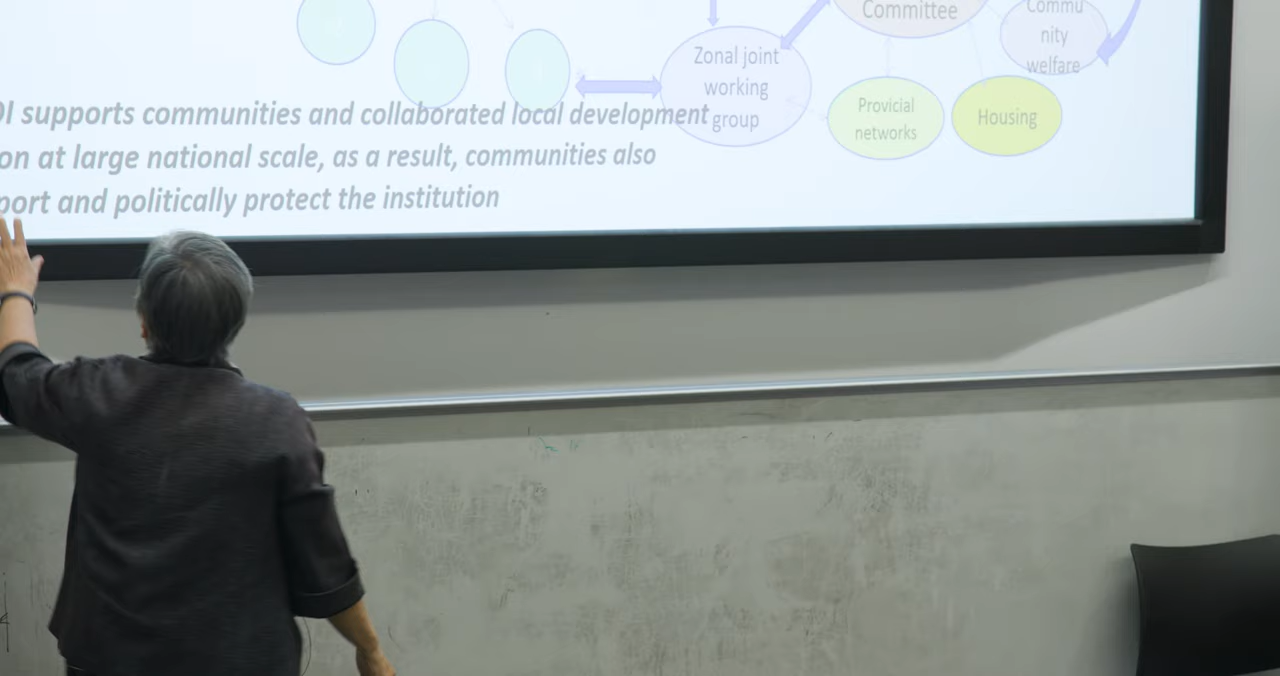 Committee
Commu
nity
welfare
Zonal joint
working
group
Provicial
networks
Housing
DI supports communities and collaborated local development
on at large national scale, as a result, communities also
port and politically protect the institution